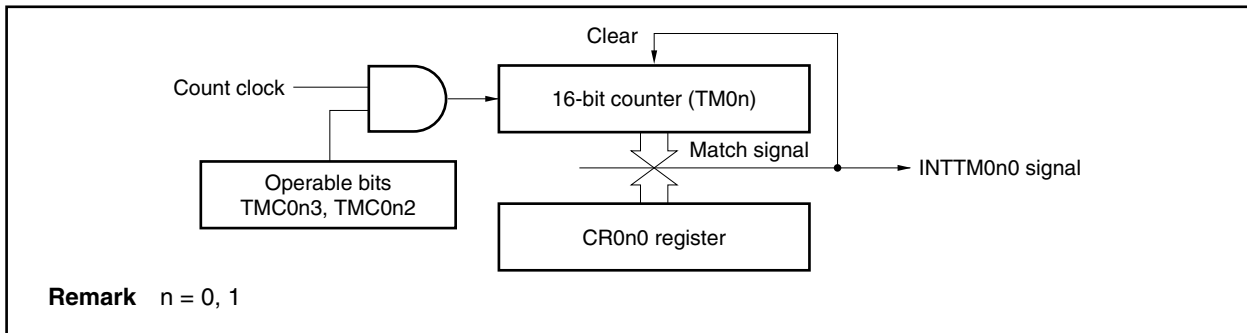 Clear
Count clock
16-bit counter (TM0n)
Match signal
INTTM0n0 signal
Operable bits
TMC0n3, TMC0n2
CR0n0 register
Remark n = 0, 1